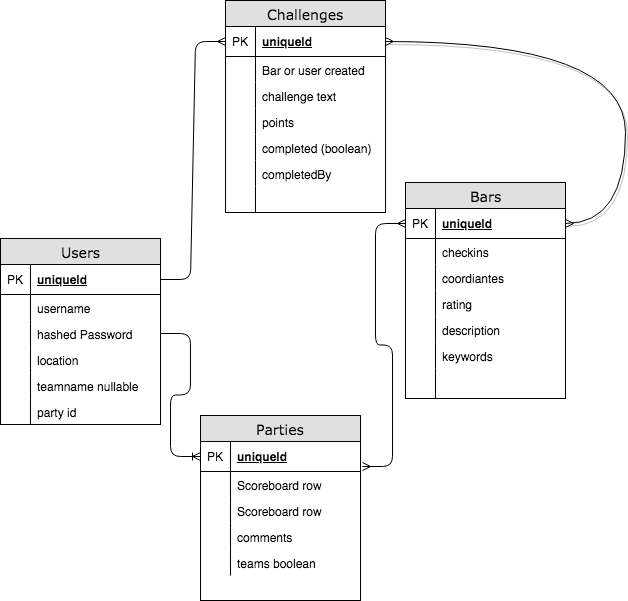 Challenges
PK uniqueId
Bar or user created
challenge text
points
completed (boolean)
completedBy
Bars
PK uniqueId
checkins
coordiantes
rating
description
keywords
Users
PK uniqueId
username
hashed Password
location
teamname nullable
party id
Parties
PK uniqueId
Scoreboard row
Scoreboard row
comments
teams boolean